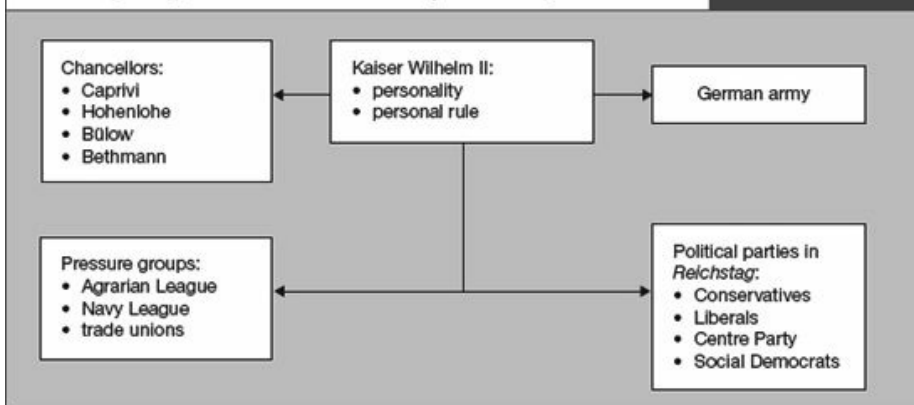 Chancellors:
• Caprivi
• Hohenlohe
• Bülow
• Bethmann
Kaiser Wilhelm II:
• personality
• personal rule
German army
Pressure groups:
• Agrarian League
• Navy League
• trade unions
Political parties in
Reichstag:
• Conservatives
• Liberals
• Centre Party
• Social Democrats